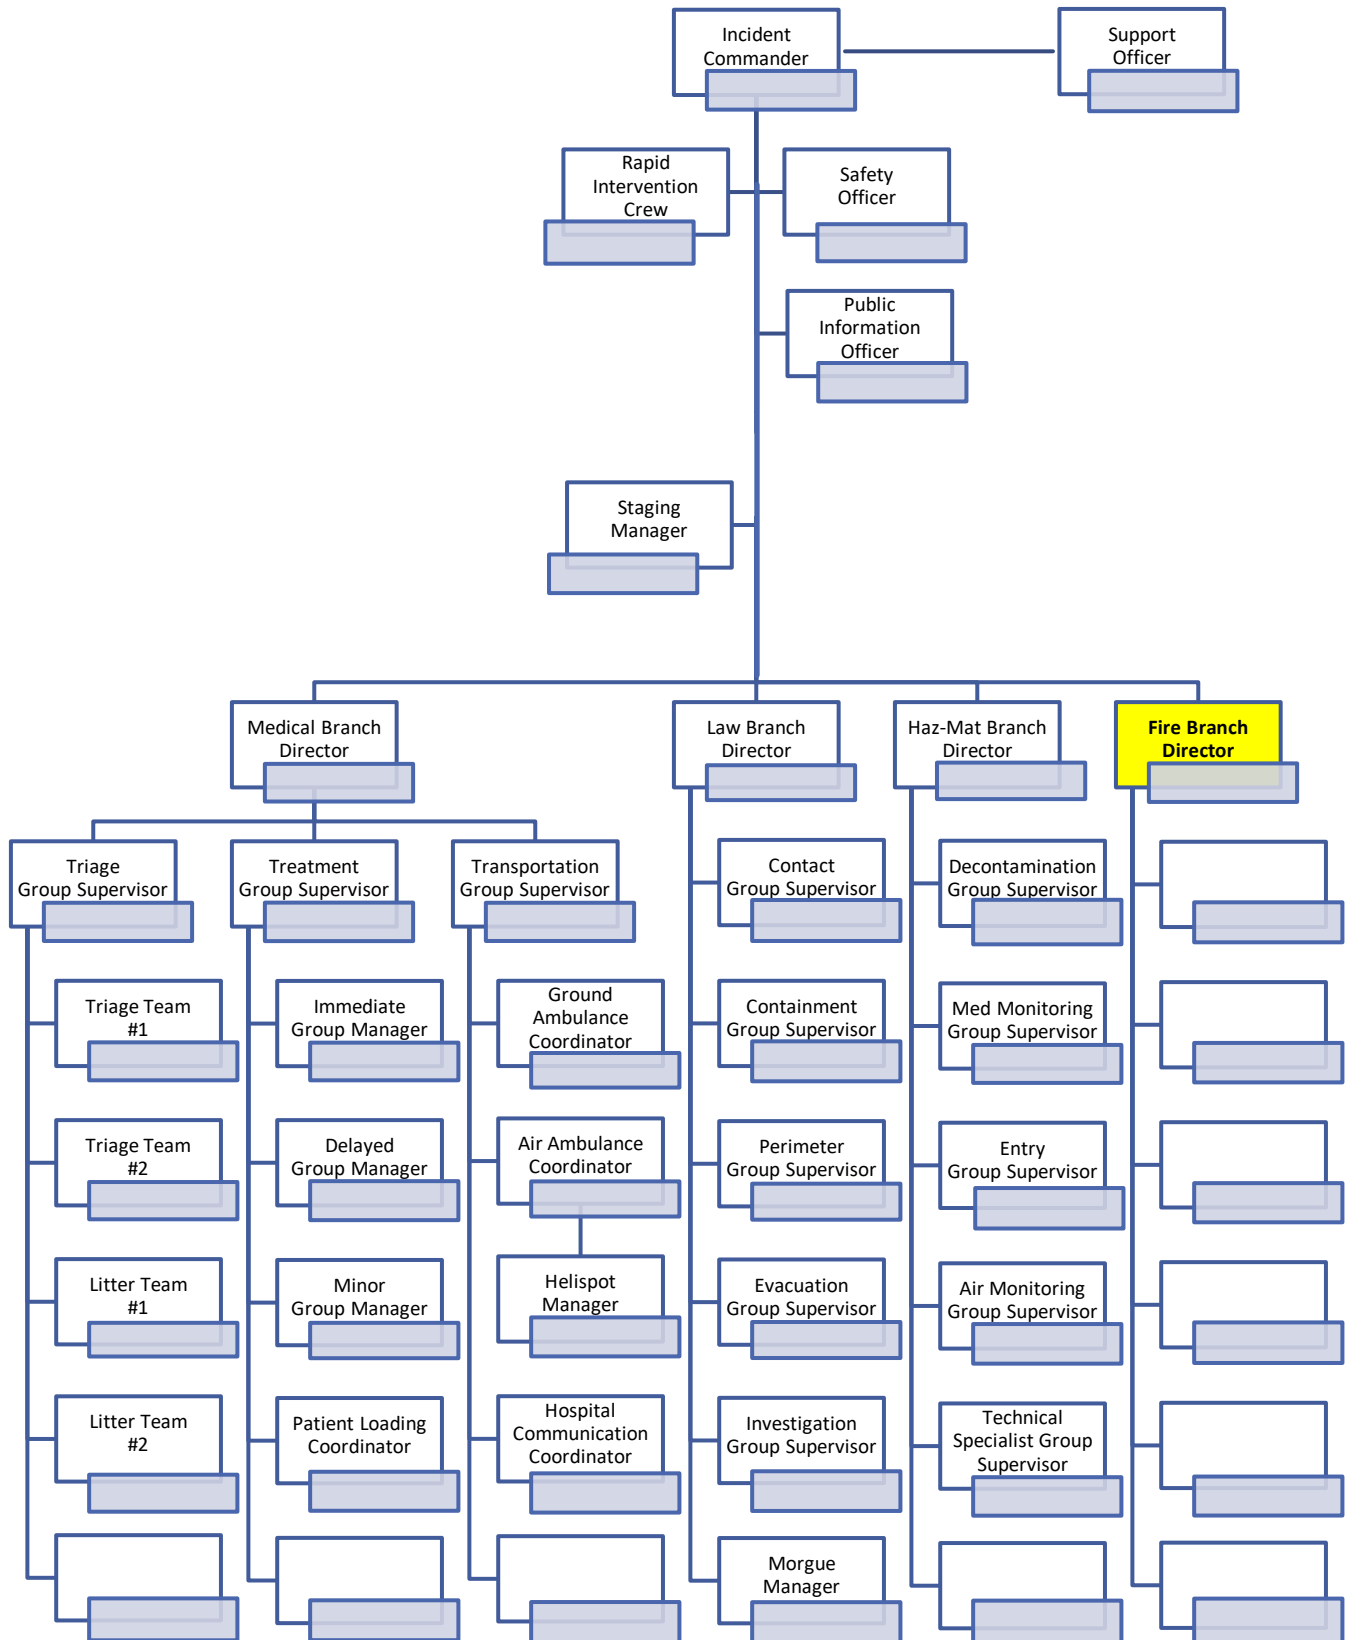 Incident
Commander
Support
Officer
Rapid
Intervention
Crew
Safety
Officer
Public
Information
Officer
Staging
Manager
Medical Branch
Director
Law Branch
Director
Haz-Mat Branch
Director
Fire Branch
Director
Triage
Group Supervisor
Treatment
Group Supervisor
Transportation
Group Supervisor
Contact
Group Supervisor
Decontamination
Group Supervisor
Triage Team
#1
Immediate
Group Manager
Ground
Ambulance
Coordinator
Containment
Group Supervisor
Med Monitoring
Group Supervisor
Triage Team
#2
Delayed
Group Manager
Air Ambulance
Coordinator
Perimeter
Group Supervisor
Entry
Group Supervisor
Litter Team
#1
Minor
Group Manager
Helispot
Manager
Evacuation
Group Supervisor
Air Monitoring
Group Supervisor
Litter Team
#2
Patient Loading
Coordinator
Hospital
Communication
Coordinator
Investigation
Group Supervisor
Technical
Specialist Group
Supervisor
Morgue
Manager